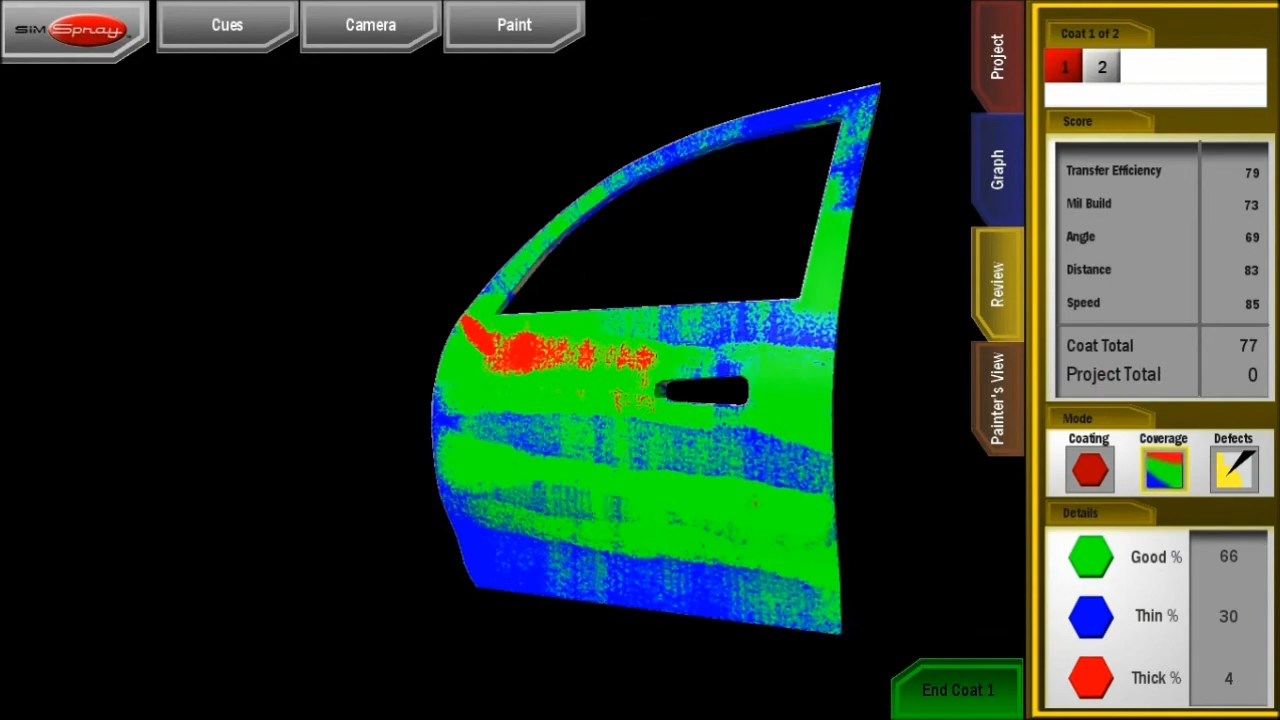 SiM Spray
Cues
Camera
Paint
Project
Graph
Review
Painter's View
Coat 1 of 2
1
2
Score
Transfer Efficiency 79
Mil Build 73
Angle 69
Distance 83
Speed 85
Coat Total 77
Project Total 0
Mode
Coating Coverage Defects
Details
Good % 66
Thin % 30
Thick % 4
End Coat 1